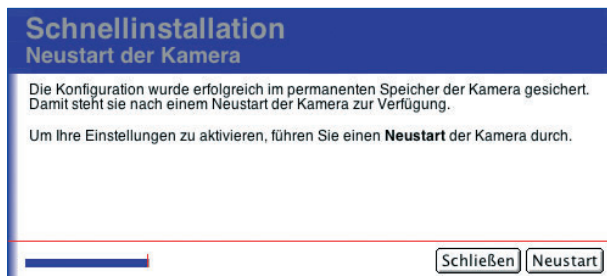 Schnellinstallation
Neustart der Kamera
Die Konfiguration wurde erfolgreich im permanenten Speicher der Kamera gesichert.
Damit steht sie nach einem Neustart der Kamera zur Verfügung.
Um Ihre Einstellungen zu aktivieren, führen Sie einen Neustart der Kamera durch.
Schließen Neustart